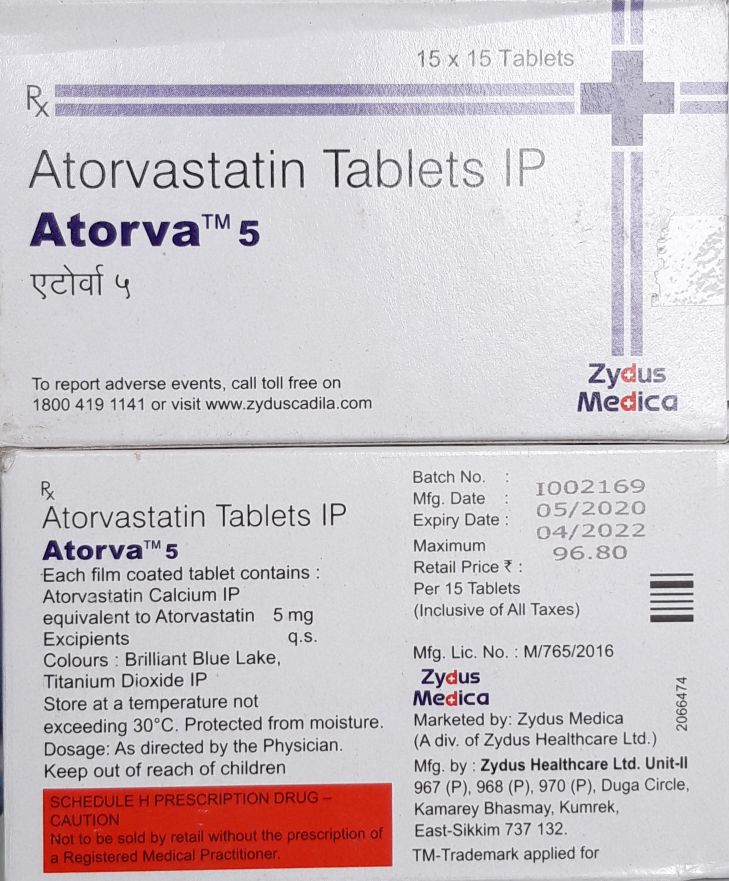 15 x 15 Tablets
Rx
Atorvastatin Tablets IP
Atorva™ 5
एटोर्वा ५
To report adverse events, call toll free on
1800 419 1141 or visit www.zyduscadila.com
Zydus
Medica
Rx
Atorvastatin Tablets IP
Atorva™ 5
Each film coated tablet contains :
Atorvastatin Calcium IP
equivalent to Atorvastatin 5 mg
Excipients q.s.
Colours : Brilliant Blue Lake,
Titanium Dioxide IP
Store at a temperature not
exceeding 30°C. Protected from moisture.
Dosage: As directed by the Physician.
Keep out of reach of children
SCHEDULE H PRESCRIPTION DRUG –
CAUTION
Not to be sold by retail without the prescription of
a Registered Medical Practitioner.
Batch No. : I002169
Mfg. Date : 05/2020
Expiry Date : 04/2022
Maximum 96.80
Retail Price ₹ :
Per 15 Tablets
(Inclusive of All Taxes)
Mfg. Lic. No. : M/765/2016
Zydus
Medica
Marketed by: Zydus Medica
(A div. of Zydus Healthcare Ltd.)
Mfg. by : Zydus Healthcare Ltd. Unit-II
967 (P), 968 (P), 970 (P), Duga Circle,
Kamarey Bhasmay, Kumrek,
East-Sikkim 737 132.
TM-Trademark applied for
2066474